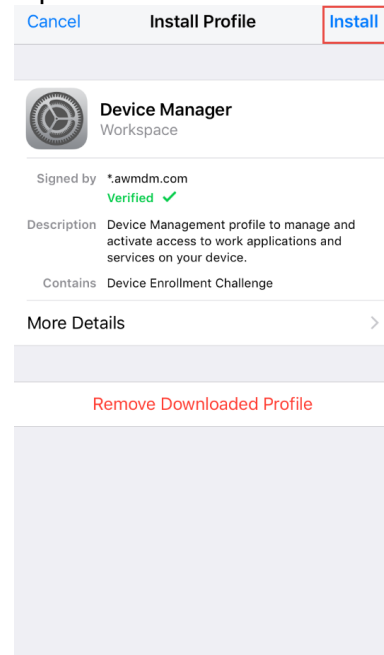 Cancel Install Profile Install
Device Manager
Workspace
Signed by *.awmdm.com
Verified ✓
Description Device Management profile to manage and
activate access to work applications and
services on your device.
Contains Device Enrollment Challenge
More Details
Remove Downloaded Profile